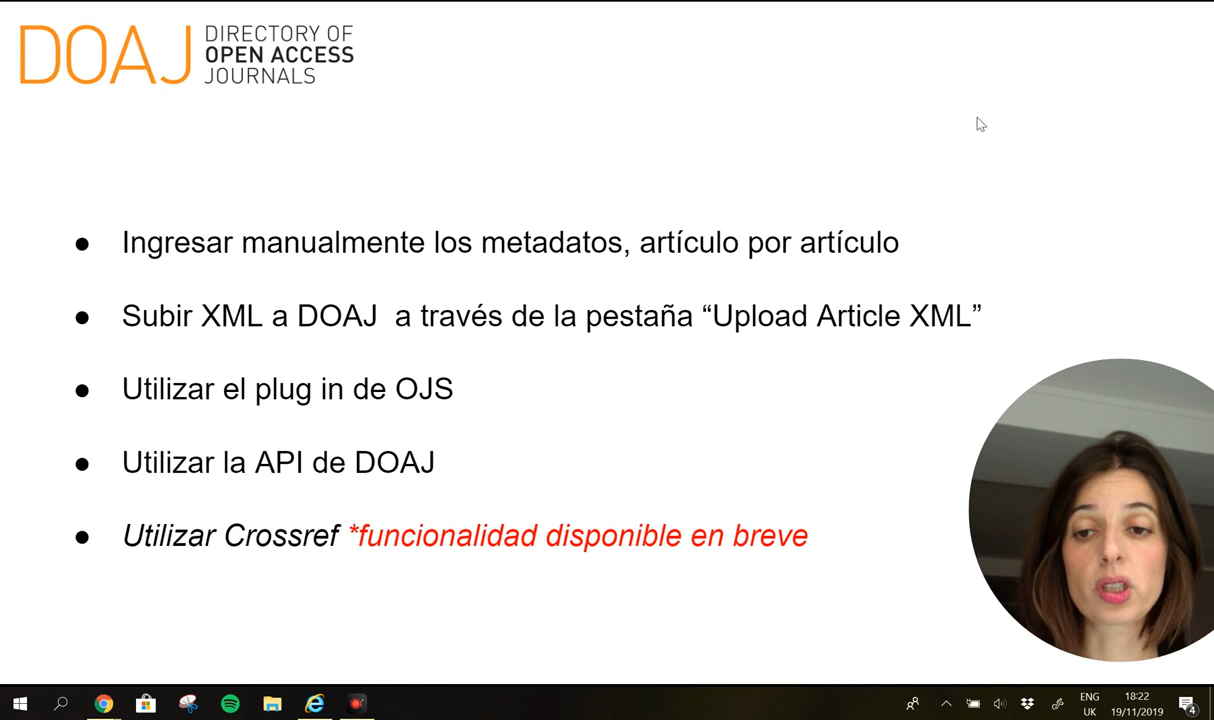 DOAJ
DIRECTORY OF
OPEN ACCESS
JOURNALS
● Ingresar manualmente los metadatos, artículo por artículo
● Subir XML a DOAJ  a través de la pestaña “Upload Article XML”
● Utilizar el plug in de OJS
● Utilizar la API de DOAJ
● Utilizar Crossref *funcionalidad disponible en breve
ENG
UK
18:22
19/11/2019
4